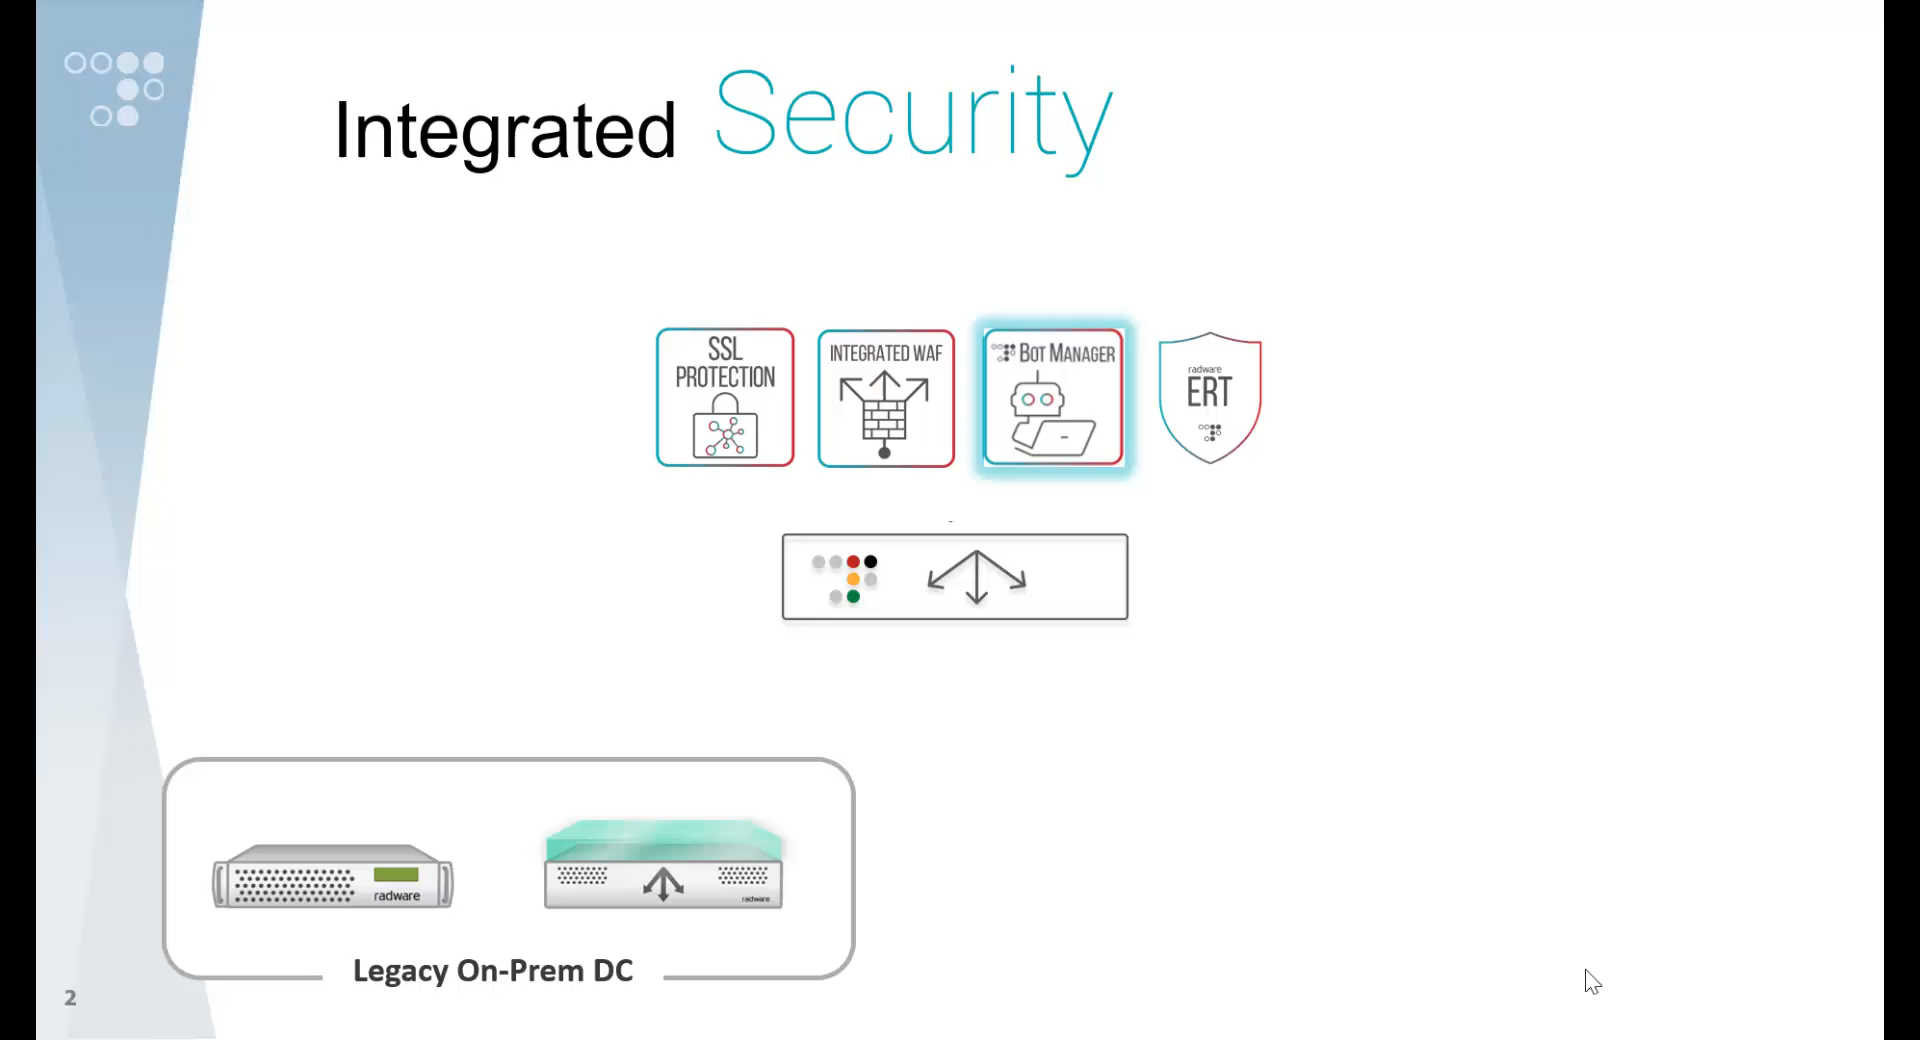 Integrated Security
SSL
PROTECTION
INTEGRATED WAF
BOT MANAGER
radware
ERT
radware
radware
Legacy On-Prem DC
2